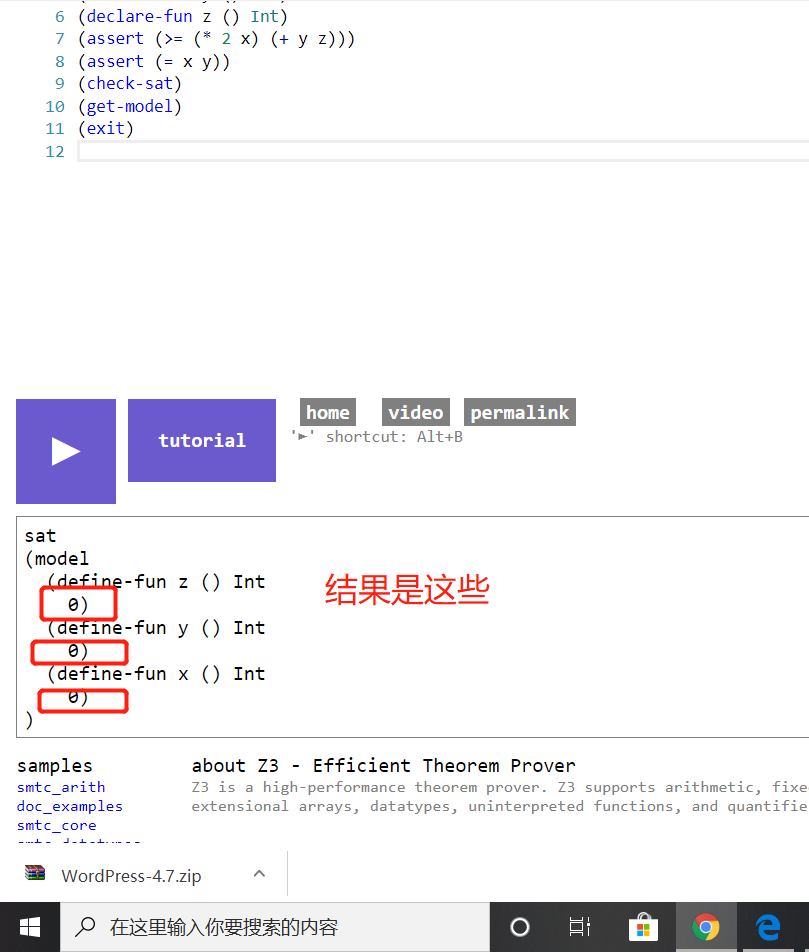 6 (declare-fun z () Int)
7 (assert (>= (* 2 x) (+ y z)))
8 (assert (= x y))
9 (check-sat)
10 (get-model)
11 (exit)
12
tutorial
home video permalink
'►' shortcut: Alt+B
sat
(model
(define-fun z () Int
0)
(define-fun y () Int
0)
(define-fun x () Int
0)
)
结果是这些
samples
smtc_arith
doc_examples
smtc_core
about Z3 - Efficient Theorem Prover
Z3 is a high-performance theorem prover. Z3 supports arithmetic, fixe
extensional arrays, datatypes, uninterpreted functions, and quantifie
WordPress-4.7.zip
在这里输入你要搜索的内容